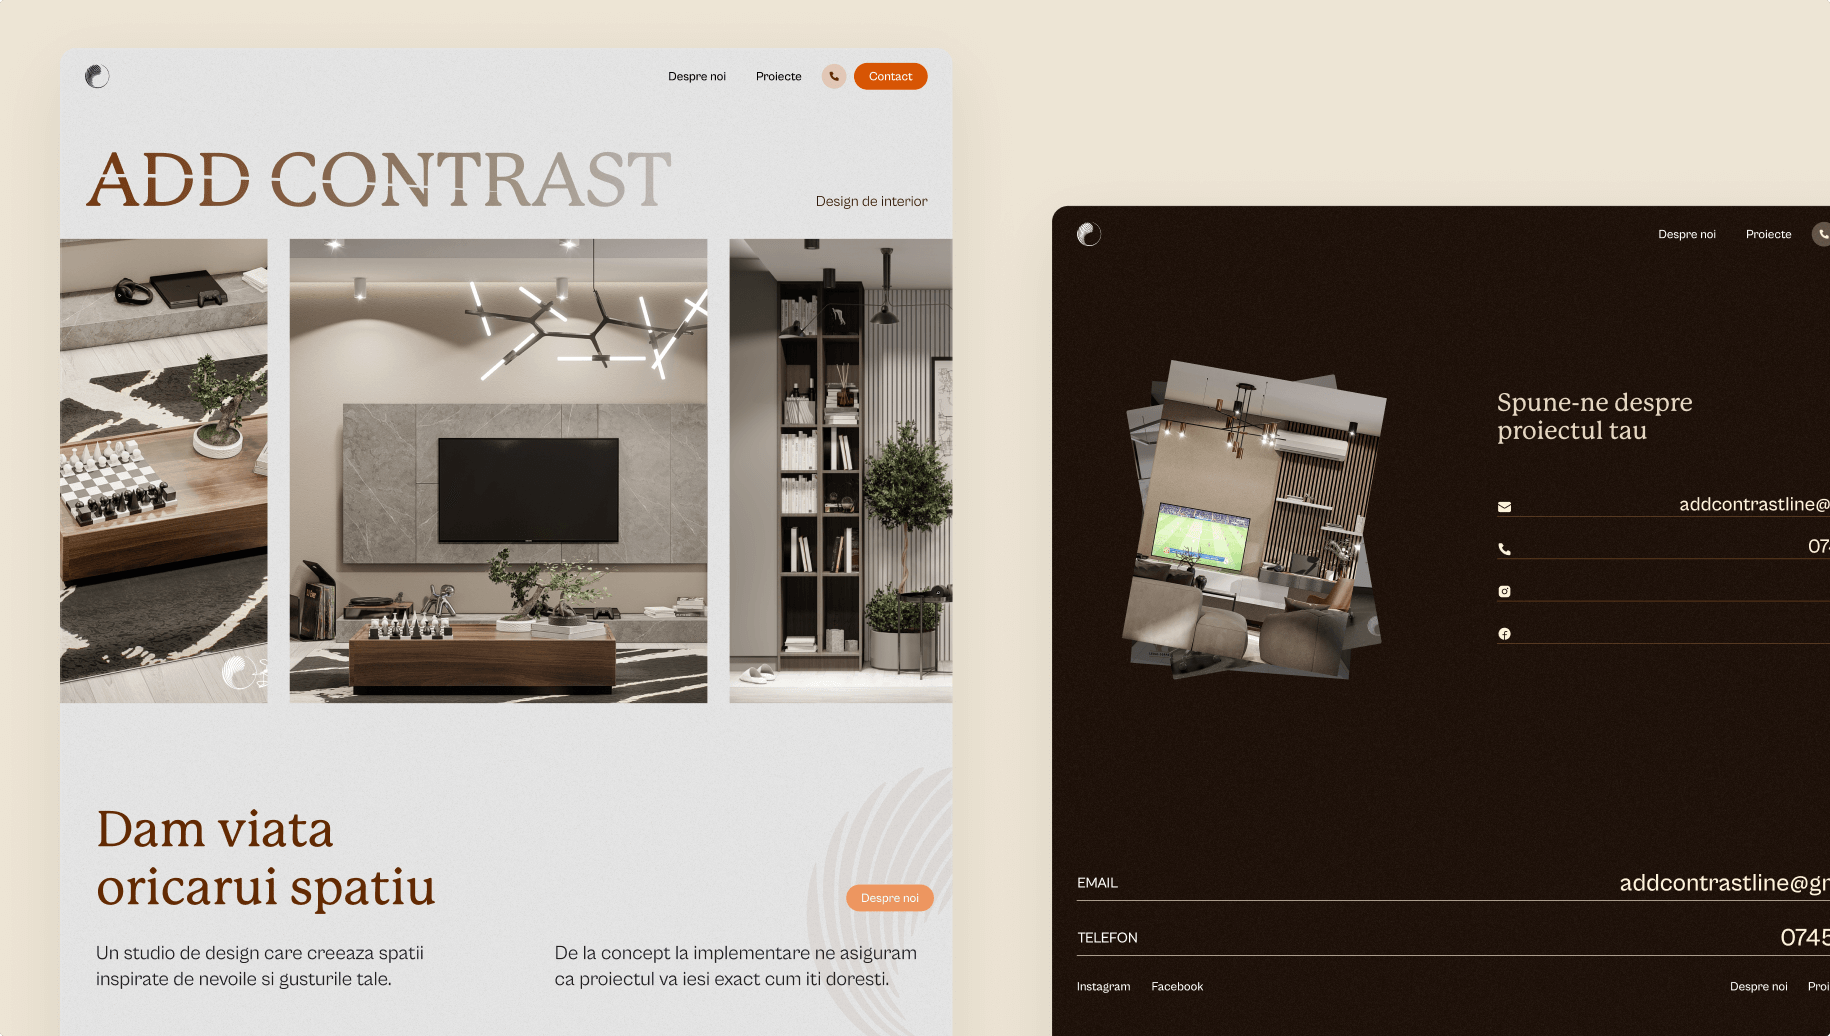 Despre noi
Proiecte
Contact
ADD CONTRAST
Design de interior
Dam viata
oricarui spatiu
Despre noi
Un studio de design care creeaza spatii
inspirate de nevoile si gusturile tale.
De la concept la implementare ne asiguram
ca proiectul va iesi exact cum iti doresti.
Despre noi
Proiecte
Spune-ne despre
proiectul tau
addcontrastline@
074
EMAIL
addcontrastline@gm
TELEFON
0745
Instagram
Facebook
Despre noi
Proi